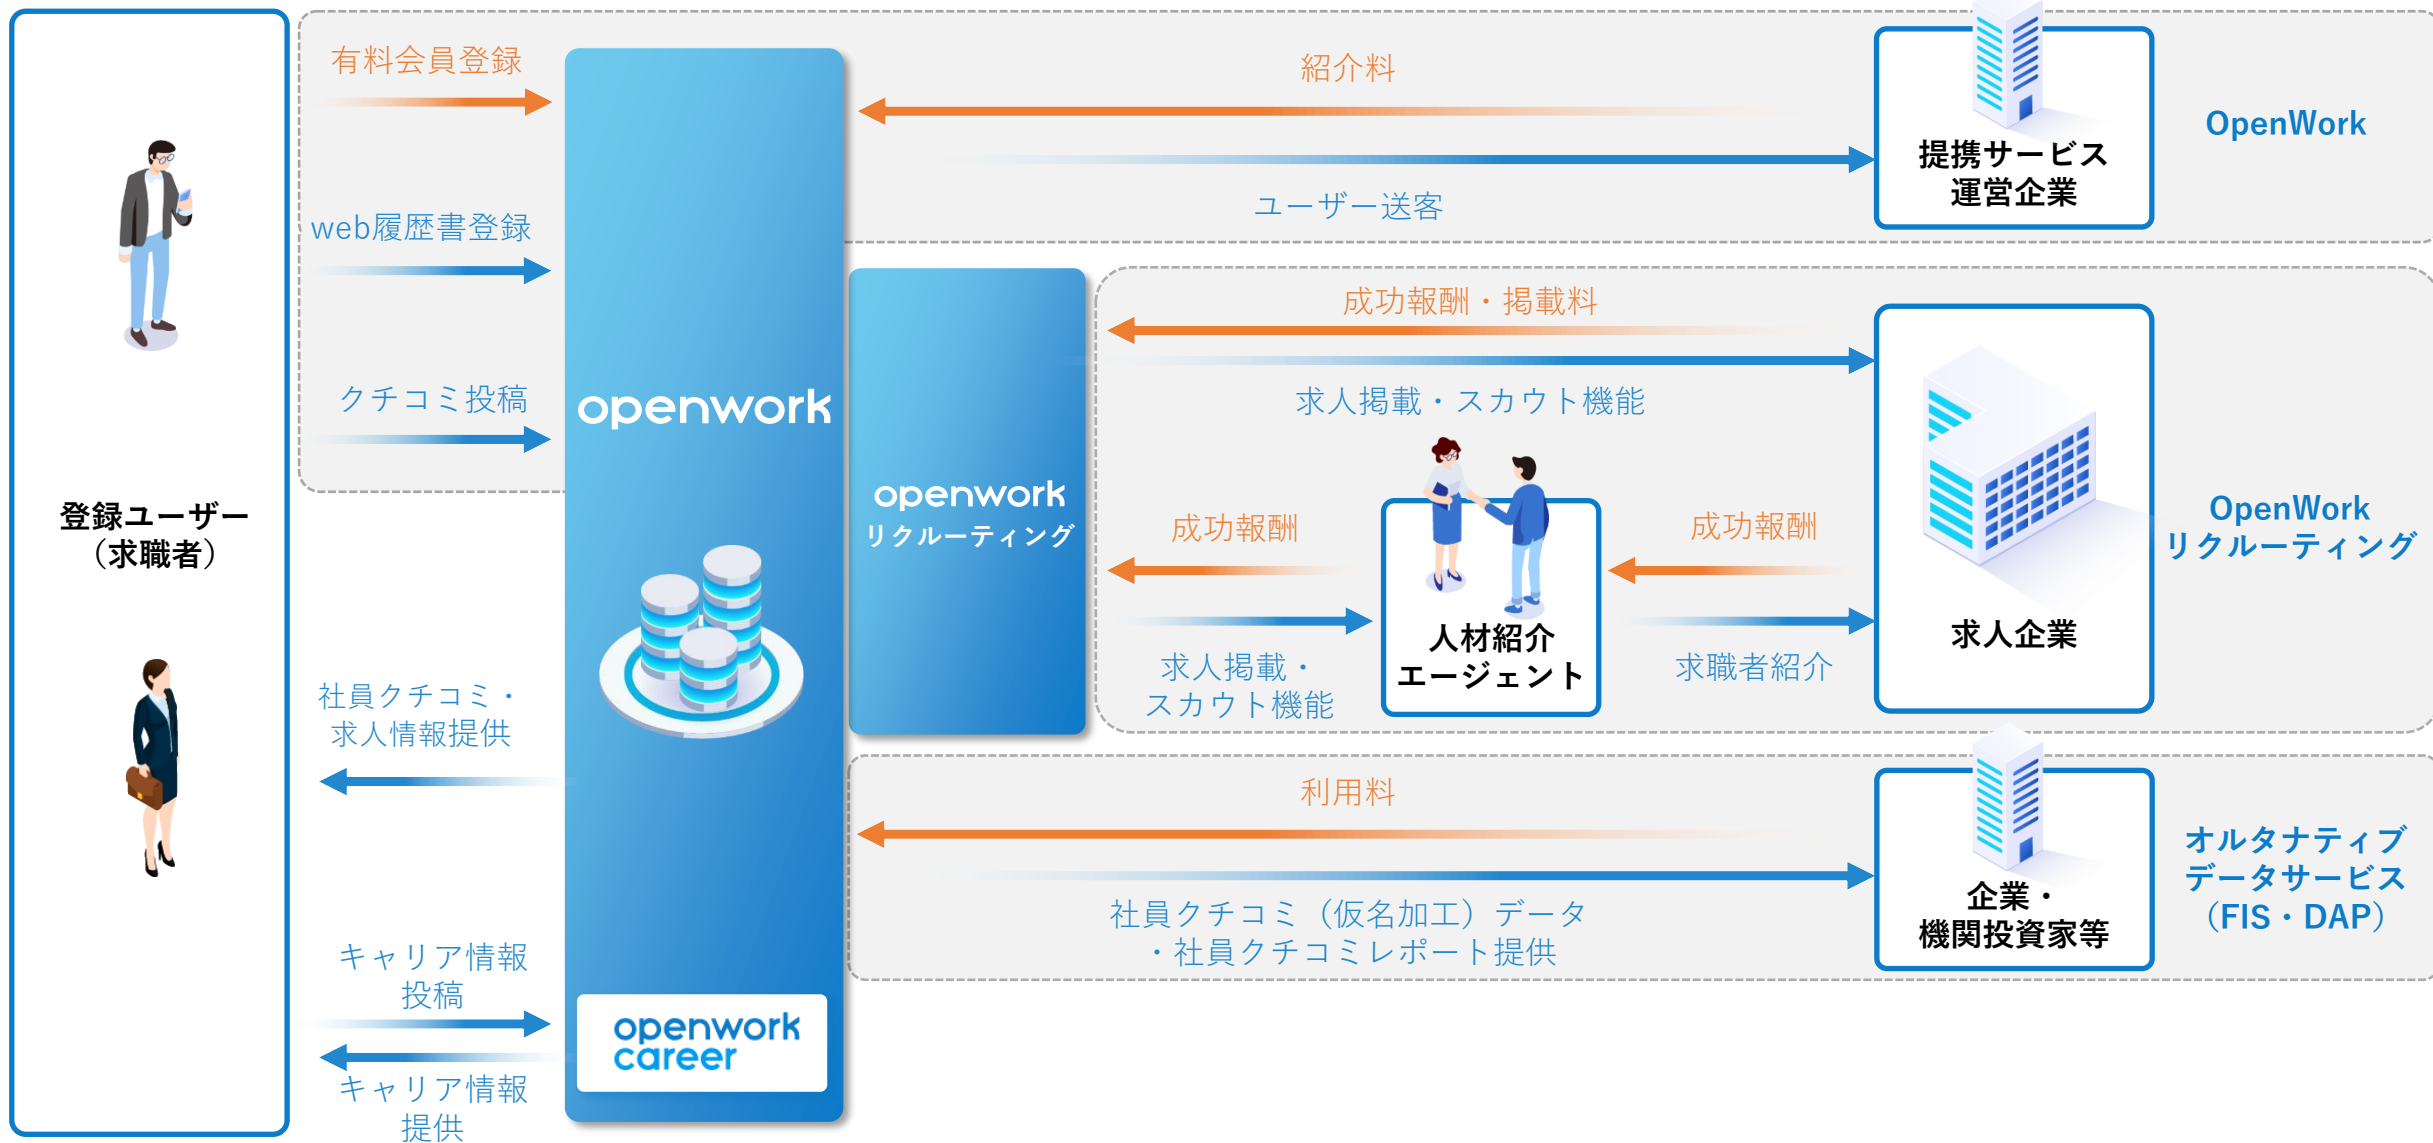 有料会員登録
web履歴書登録
クチコミ投稿
登録ユーザー
（求職者）
社員クチコミ・
求人情報提供
キャリア情報
投稿
キャリア情報
提供
openwork
openwork
career
openwork
リクルーティング
紹介料
ユーザー送客
提携サービス
運営企業
OpenWork
成功報酬・掲載料
求人掲載・スカウト機能
成功報酬
求人掲載・
スカウト機能
人材紹介
エージェント
成功報酬
求職者紹介
求人企業
OpenWork
リクルーティング
利用料
社員クチコミ（仮名加工）データ
・社員クチコミレポート提供
企業・
機関投資家等
オルタナティブ
データサービス
（FIS・DAP）